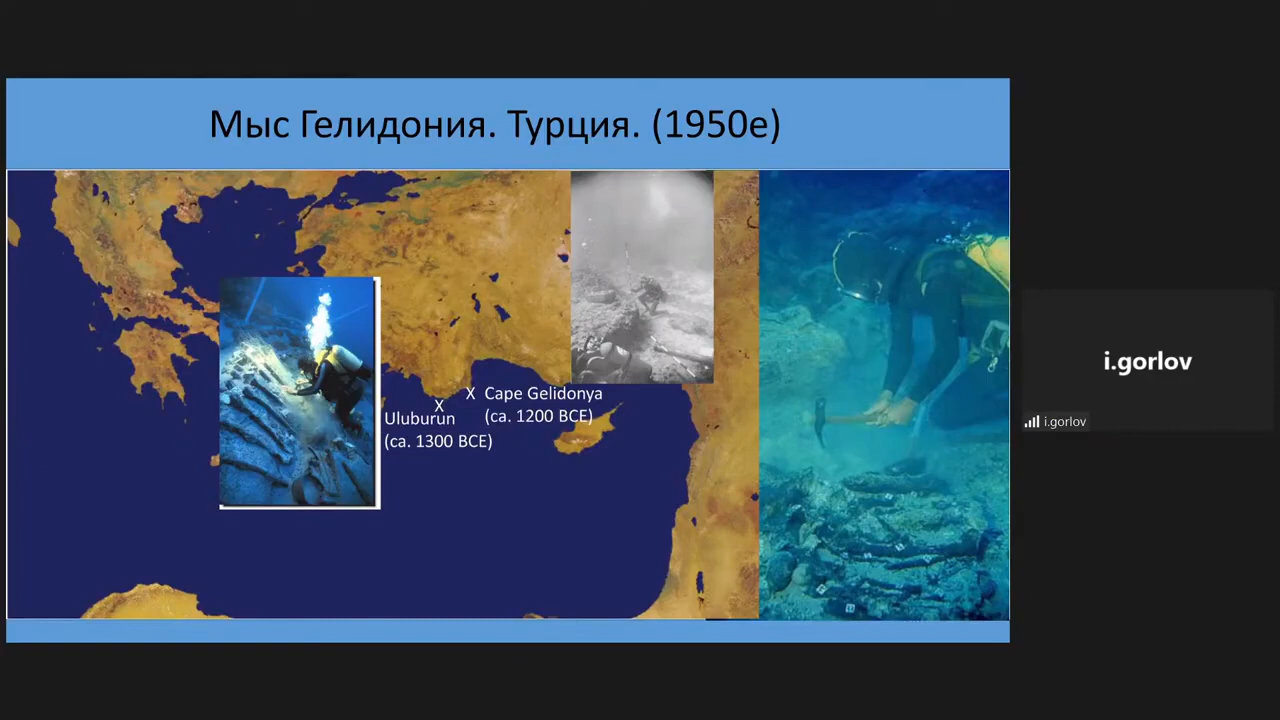 Мыс Гелидония. Турция. (1950е)
X Cape Gelidonya
(ca. 1200 BCE)
X
Uluburun
(ca. 1300 BCE)
i.gorlov
i.gorlov